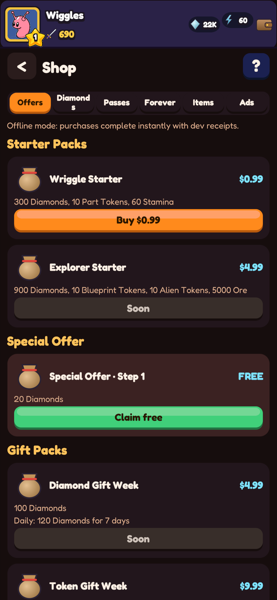 Wiggles
1
690
22K
60
<
Shop
?
Offers
Diamond
s
Passes
Forever
Items
Ads
Offline mode: purchases complete instantly with dev receipts.
Starter Packs
Wriggle Starter
$0.99
300 Diamonds, 10 Part Tokens, 60 Stamina
Buy $0.99
Explorer Starter
$4.99
900 Diamonds, 10 Blueprint Tokens, 10 Alien Tokens, 5000 Ore
Soon
Special Offer
Special Offer · Step 1
FREE
20 Diamonds
Claim free
Gift Packs
Diamond Gift Week
$4.99
100 Diamonds
Daily: 120 Diamonds for 7 days
Soon
Token Gift Week
$9.99